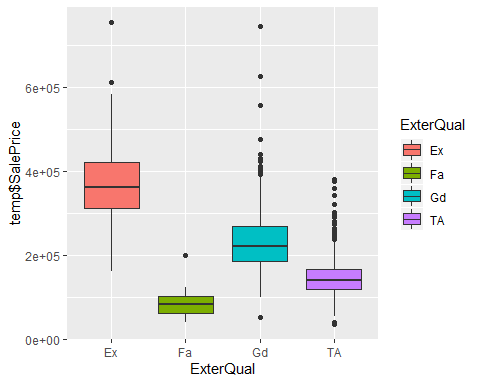 temp$SalePrice
6e+05
4e+05
2e+05
0e+00
Ex
Fa
Gd
TA
ExterQual
ExterQual
Ex
Fa
Gd
TA